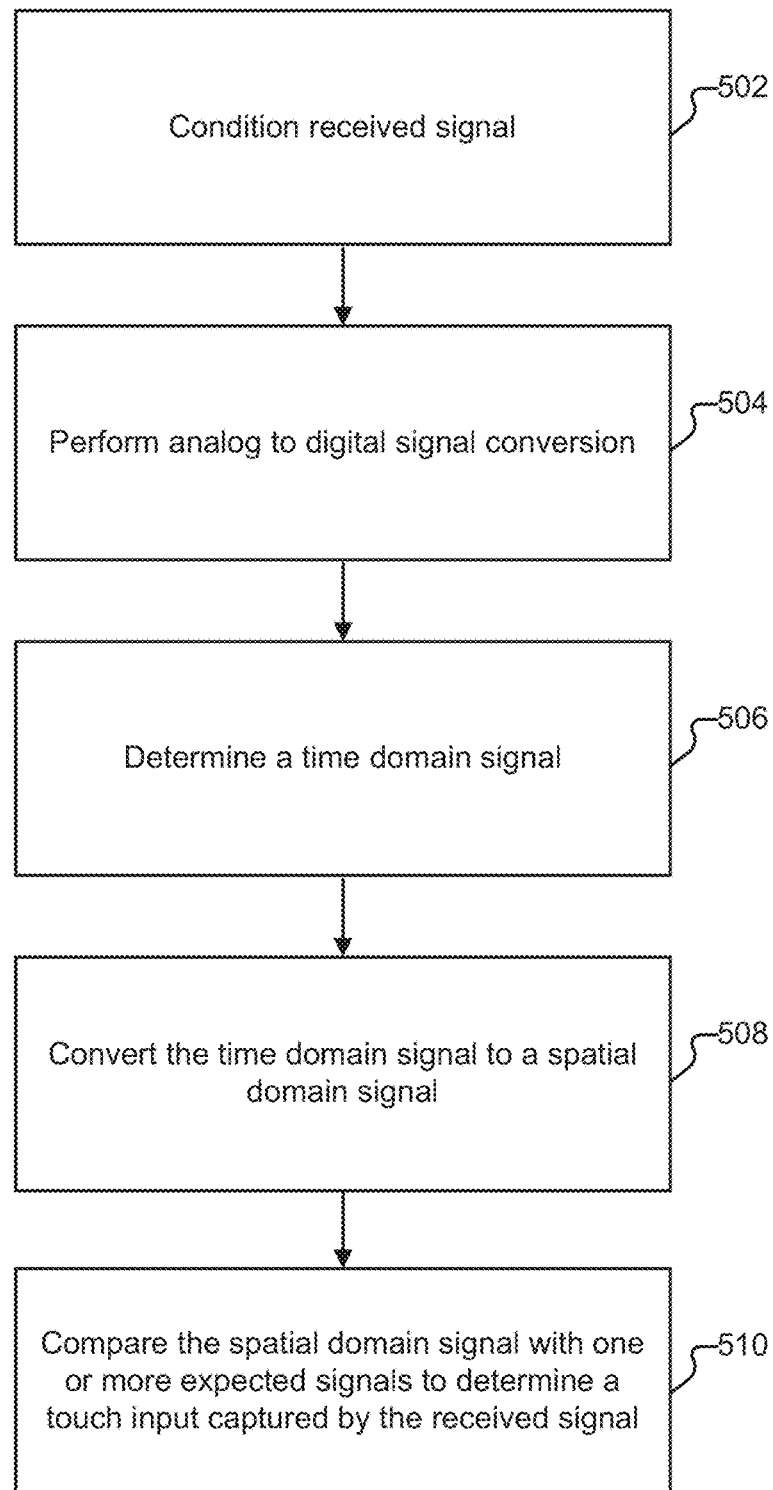 Condition received signal
502
Perform analog to digital signal conversion
504
Determine a time domain signal
506
Convert the time domain signal to a spatial
domain signal
508
Compare the spatial domain signal with one
or more expected signals to determine a
touch input captured by the received signal
510